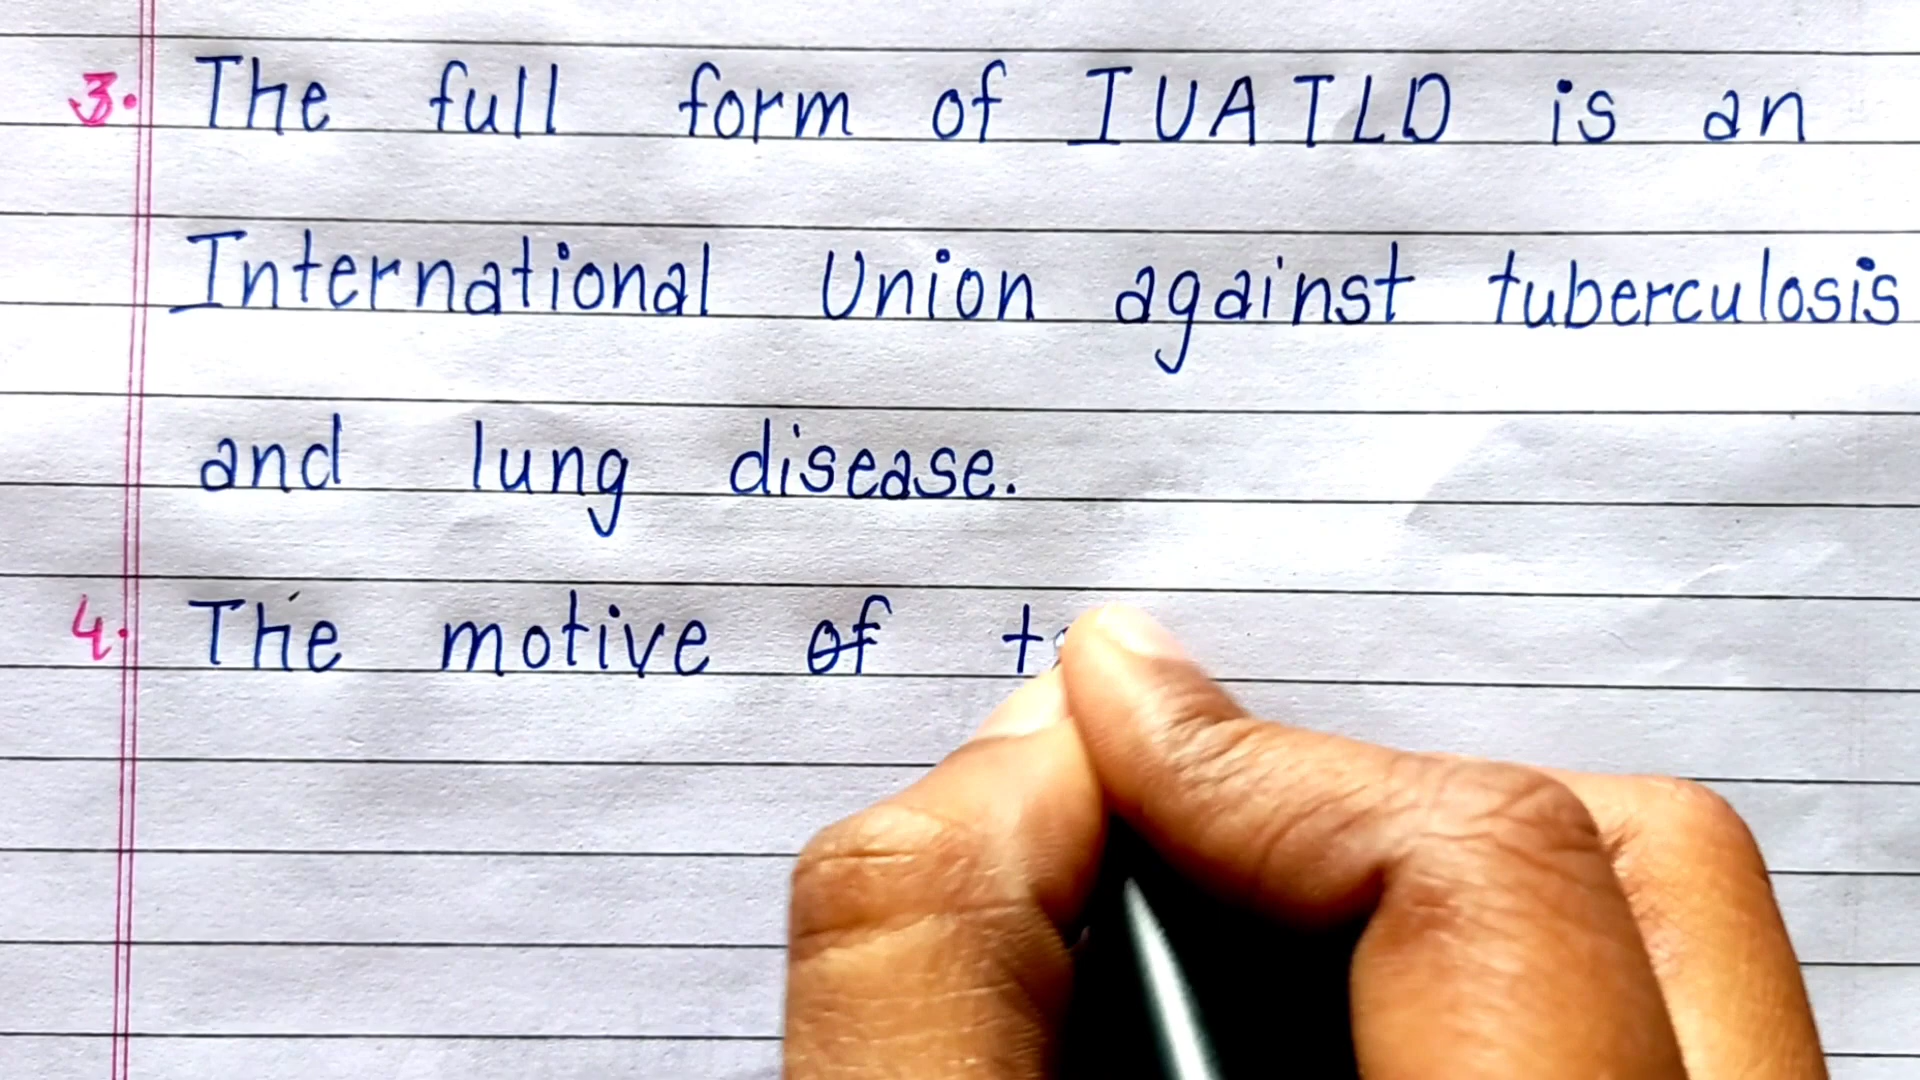 3. The full form of IUATLD is an
International Union against tuberculosis
and lung disease.
4. The motive of